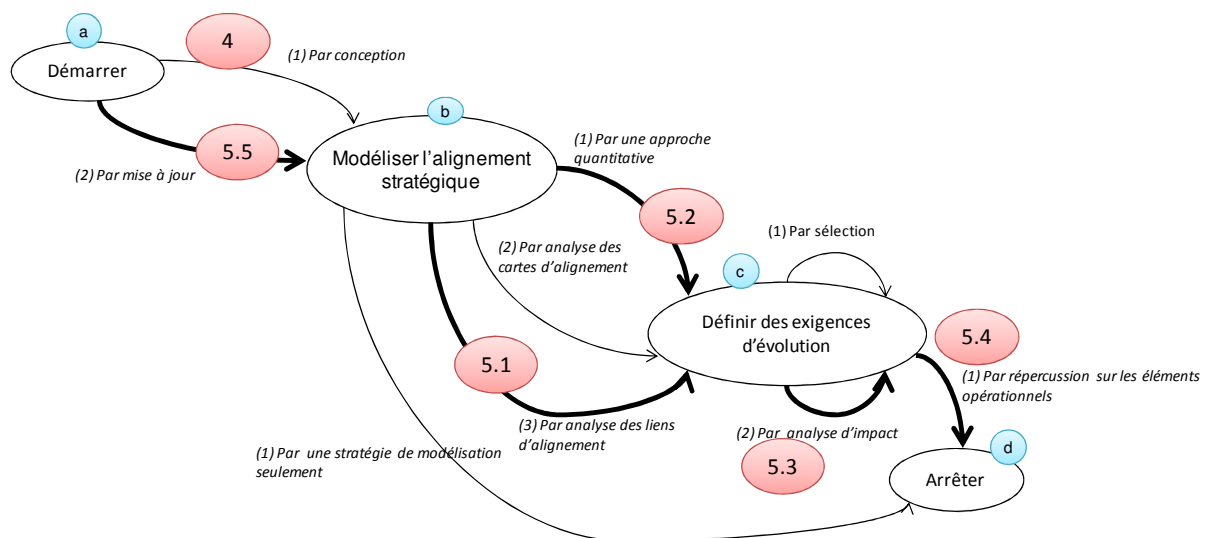 a
4
Démarrer
(1) Par conception
b
5.5
(2) Par mise à jour
Modéliser l'alignement
stratégique
(1) Par une approche
quantitative
5.2
(2) Par analyse des
cartes d'alignement
(1) Par sélection
c
Définir des exigences
d'évolution
5.4
(1) Par répercussion sur les éléments
opérationnels
5.1
(3) Par analyse des liens
d'alignement
(2) Par analyse d'impact
5.3
(1) Par une stratégie de modélisation
seulement
d
Arrêter